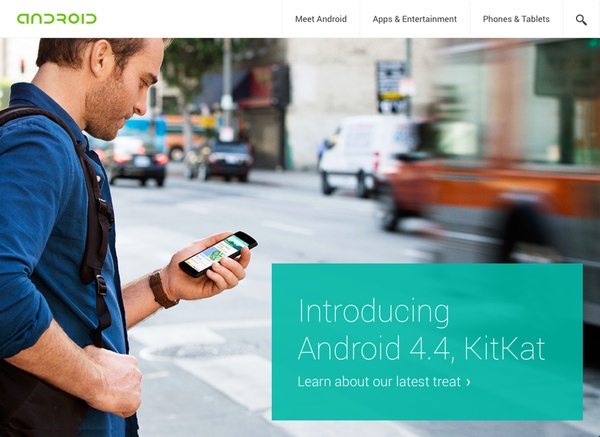 ANDROID
Meet Android
Apps & Entertainment
Phones & Tablets
Introducing
Android 4.4, KitKat
Learn about our latest treat ›